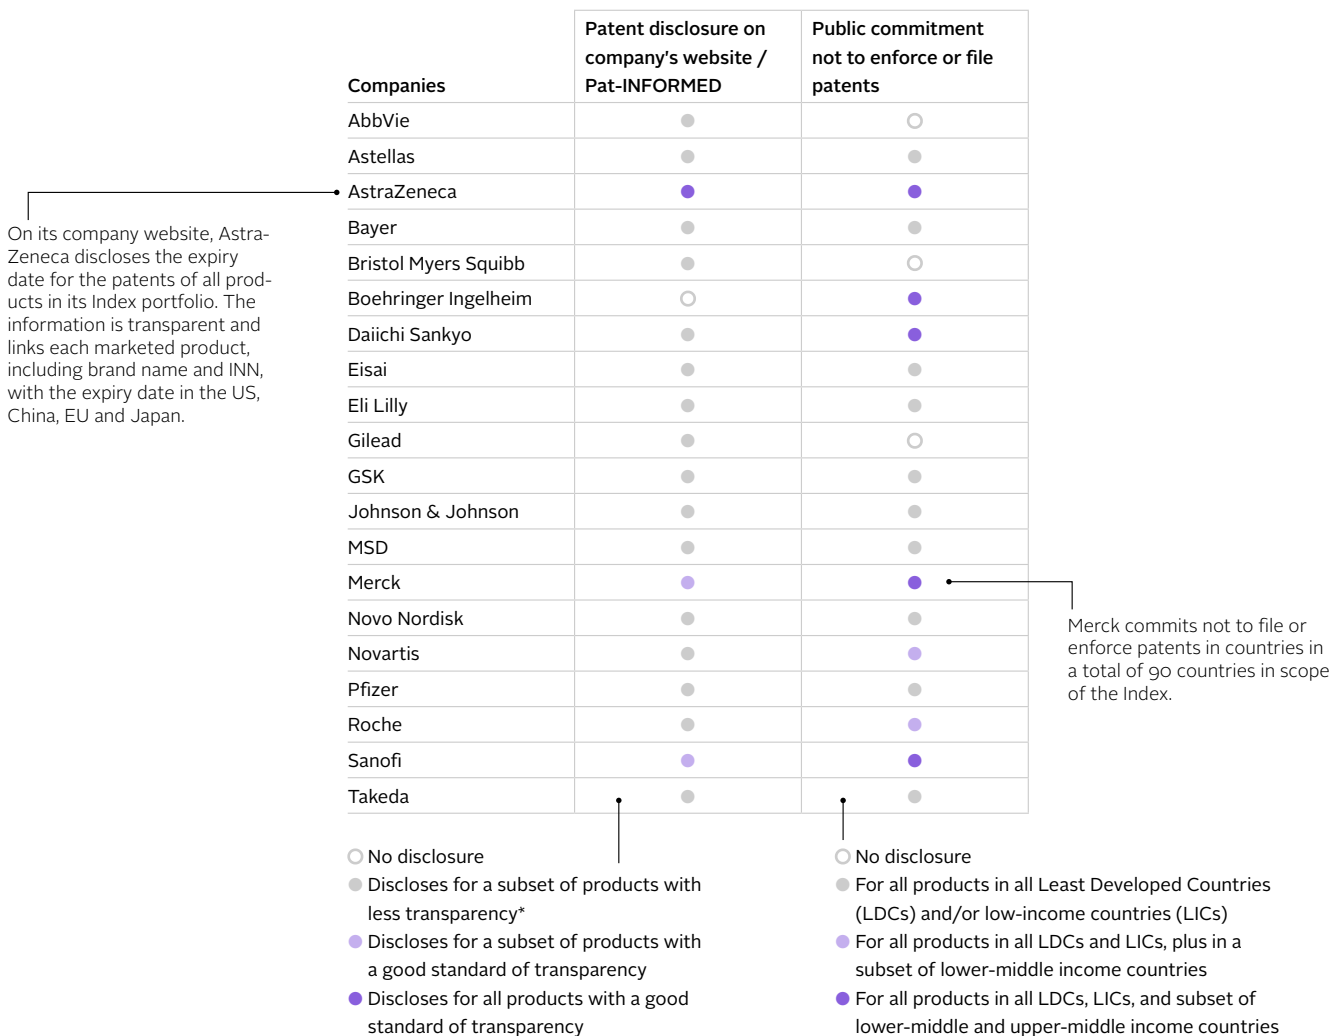 Companies
Patent disclosure on
company's website /
Pat-INFORMED
Public commitment
not to enforce or file
patents
AbbVie
Astellas
AstraZeneca
Bayer
Bristol Myers Squibb
Boehringer Ingelheim
Daiichi Sankyo
Eisai
Eli Lilly
Gilead
GSK
Johnson & Johnson
MSD
Merck
Novo Nordisk
Novartis
Pfizer
Roche
Sanofi
Takeda
On its company website, Astra-
Zeneca discloses the expiry
date for the patents of all prod-
ucts in its Index portfolio. The
information is transparent and
links each marketed product,
including brand name and INN,
with the expiry date in the US,
China, EU and Japan.
Merck commits not to file or
enforce patents in countries in
a total of 90 countries in scope
of the Index.
No disclosure
Discloses for a subset of products with
less transparency*
Discloses for a subset of products with
a good standard of transparency
Discloses for all products with a good
standard of transparency
No disclosure
For all products in all Least Developed Countries
(LDCs) and/or low-income countries (LICs)
For all products in all LDCs and LICs, plus in a
subset of lower-middle income countries
For all products in all LDCs, LICs, and subset of
lower-middle and upper-middle income countries